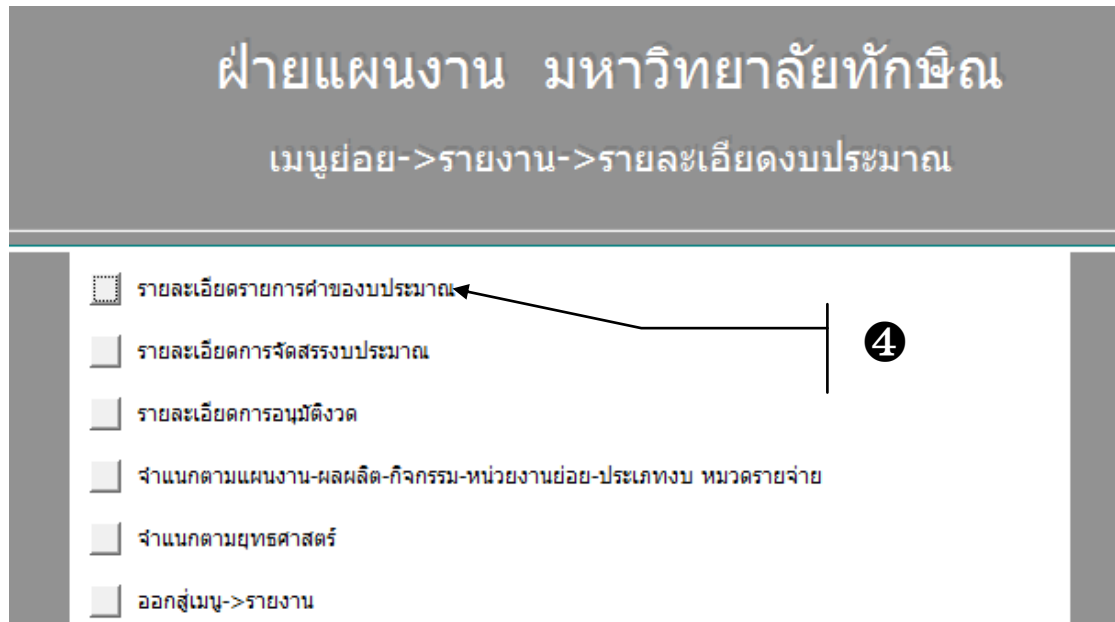 ฝ่ายแผนงาน มหาวิทยาลัยทักษิณ
เมนูย่อย->รายงาน->รายละเอียดงบประมาณ
รายละเอียดรายการคำของบประมาณ
❹
รายละเอียดการจัดสรรงบประมาณ
รายละเอียดการอนุมัติงวด
จำแนกตามแผนงาน-ผลผลิต-กิจกรรม-หน่วยงานย่อย-ประเภทงบ หมวดรายจ่าย
จำแนกตามยุทธศาสตร์
ออกสู่เมนู->รายงาน